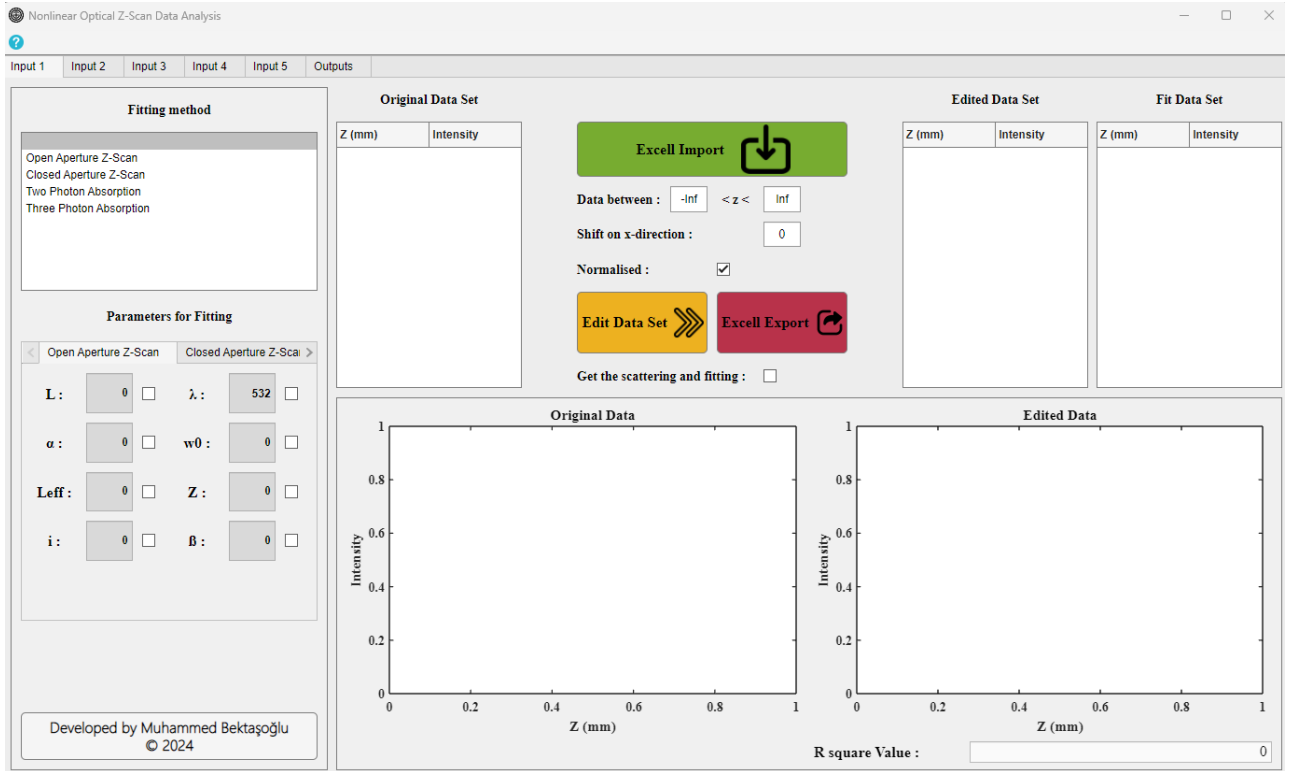 Nonlinear Optical Z-Scan Data Analysis
?
Input 1 Input 2 Input 3 Input 4 Input 5 Outputs
Fitting method
Open Aperture Z-Scan
Closed Aperture Z-Scan
Two Photon Absorption
Three Photon Absorption
Parameters for Fitting
< Open Aperture Z-Scan Closed Aperture Z-Scai >
L : 0 λ : 532
α : 0 w0 : 0
Leff : 0 Z : 0
i : 0 ß : 0
Developed by Muhammed Bektaşoğlu
© 2024
Original Data Set
Z (mm) Intensity
Excell Import
Data between : -Inf < z < Inf
Shift on x-direction : 0
Normalised :
Edit Data Set
Excell Export
Get the scattering and fitting :
Edited Data Set
Z (mm) Intensity
Fit Data Set
Z (mm) Intensity
Original Data
1
0.8
0.6
0.4
0.2
0
Intensity
0 0.2 0.4 0.6 0.8 1
Z (mm)
Edited Data
1
0.8
0.6
0.4
0.2
0
Intensity
0 0.2 0.4 0.6 0.8 1
Z (mm)
R square Value : 0